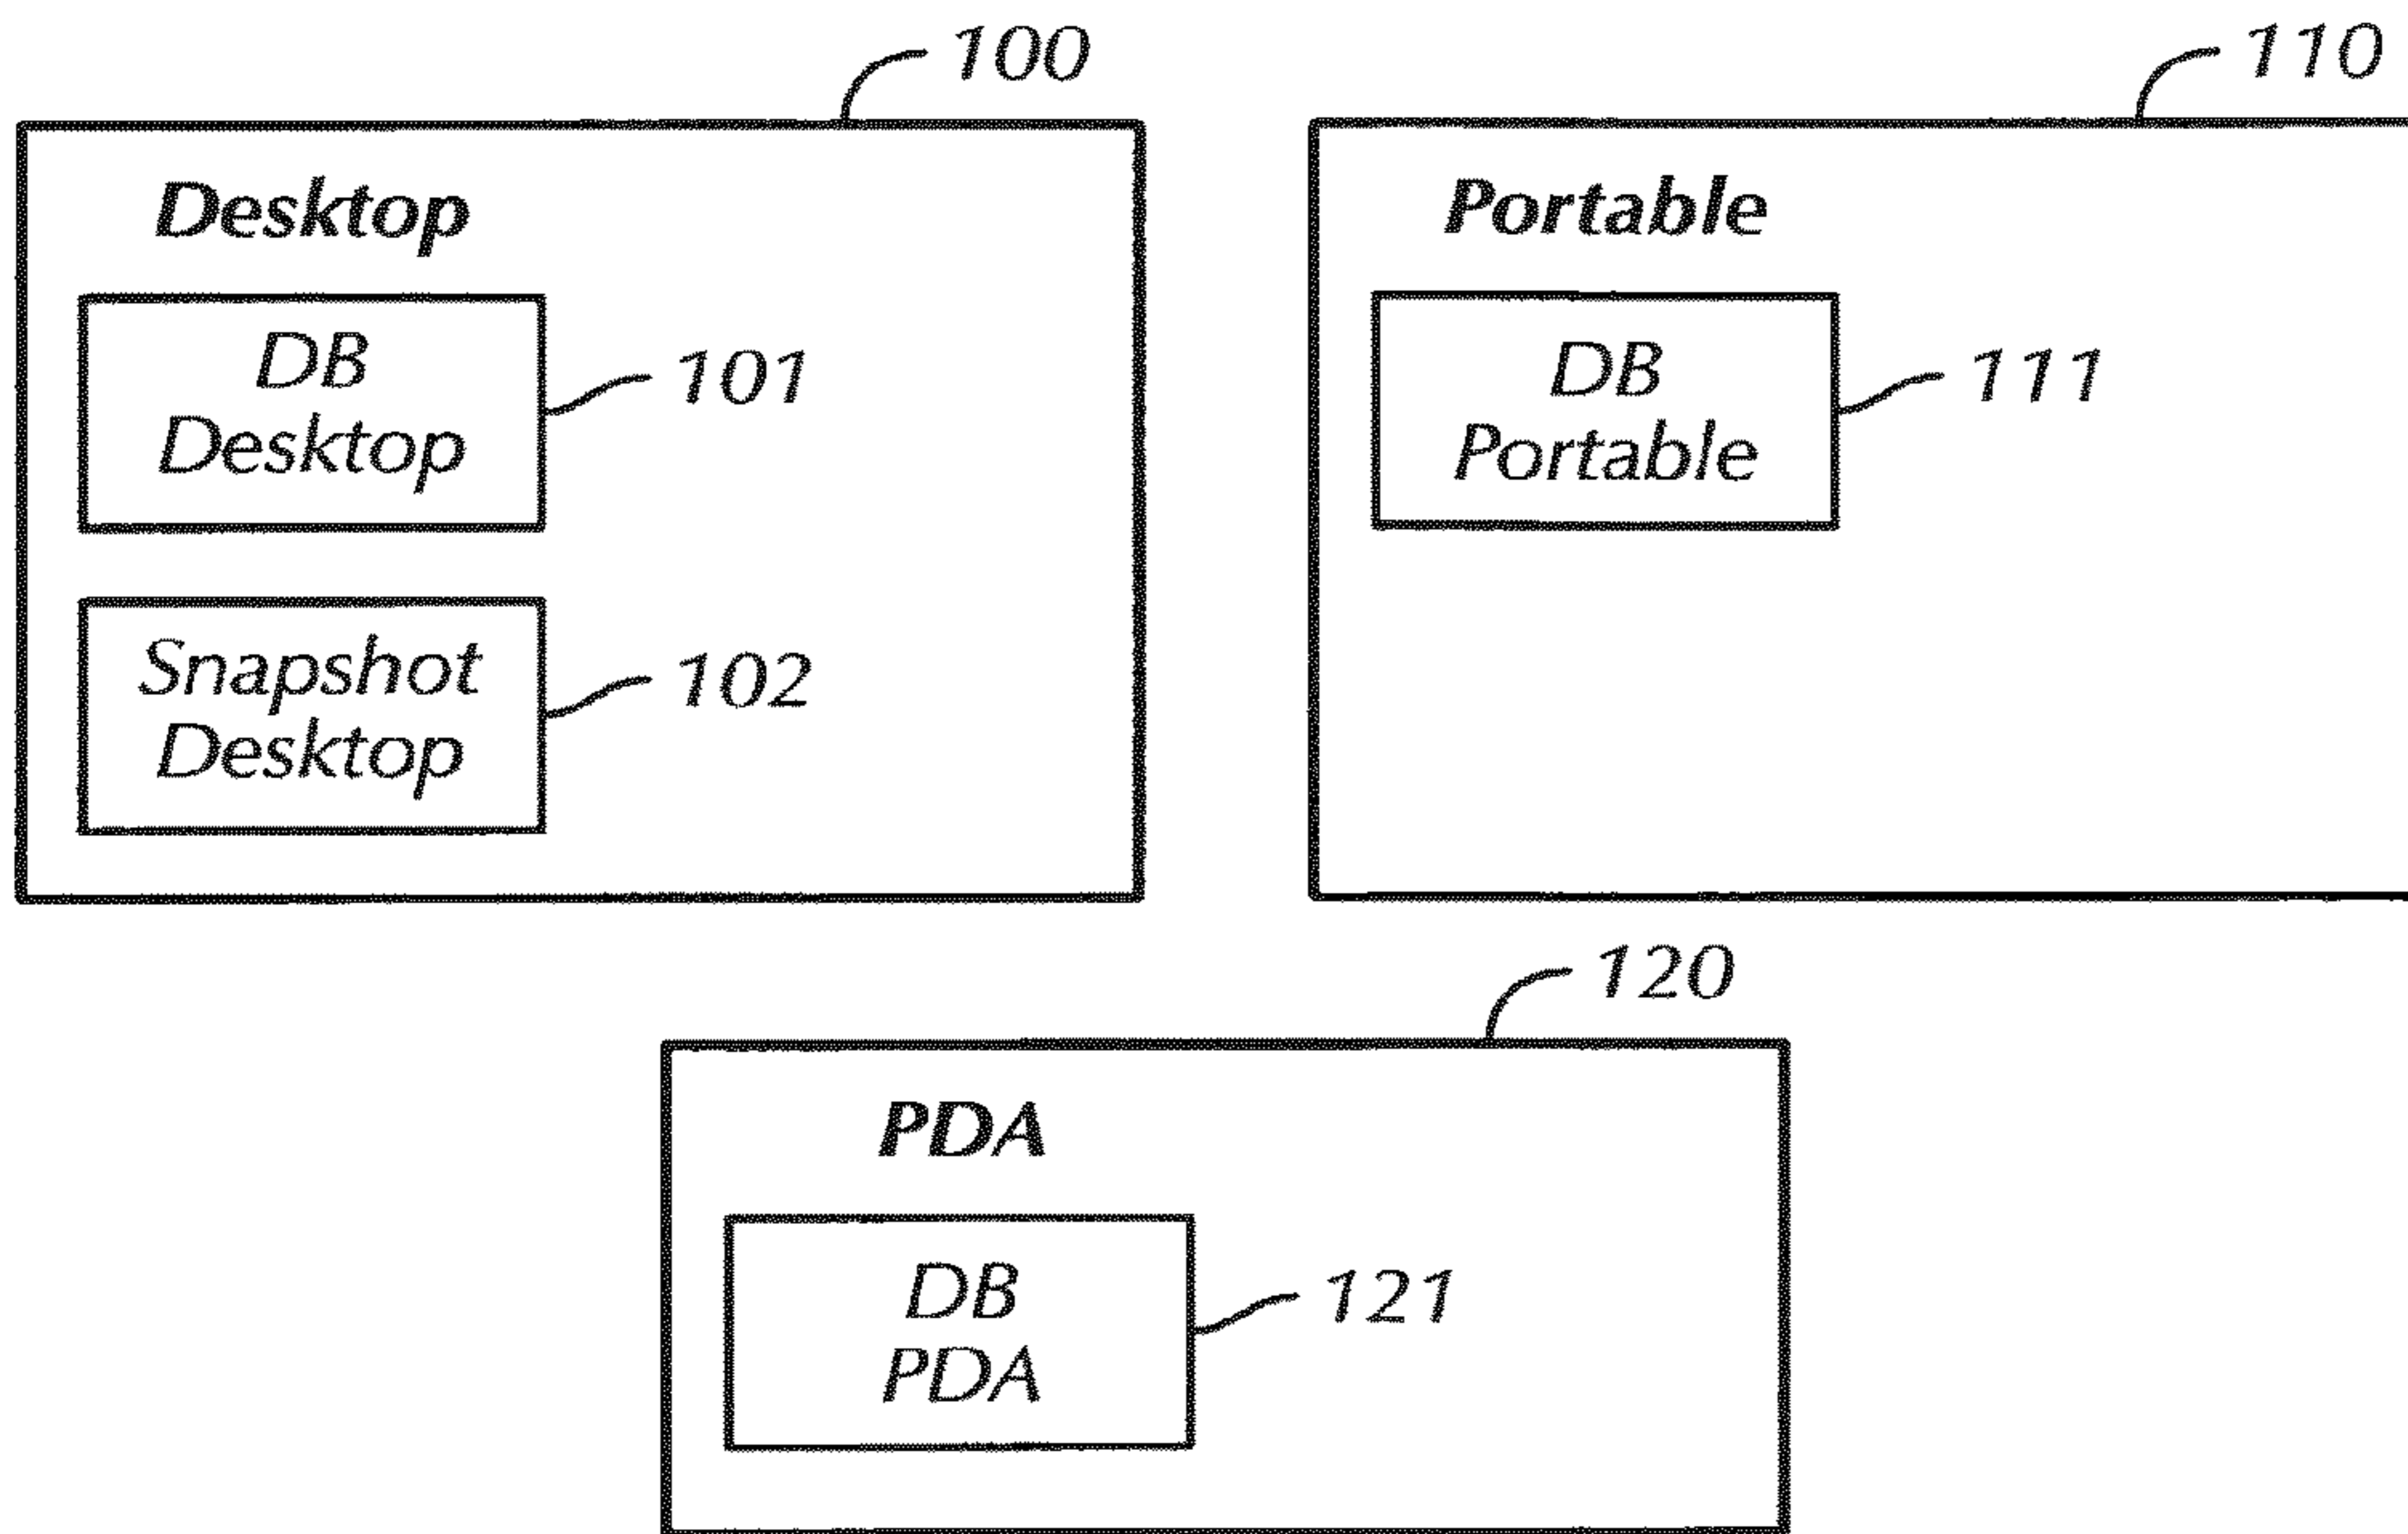 100
Desktop
DB
Desktop
101
Snapshot
Desktop
102
110
Portable
DB
Portable
111
120
PDA
DB
PDA
121